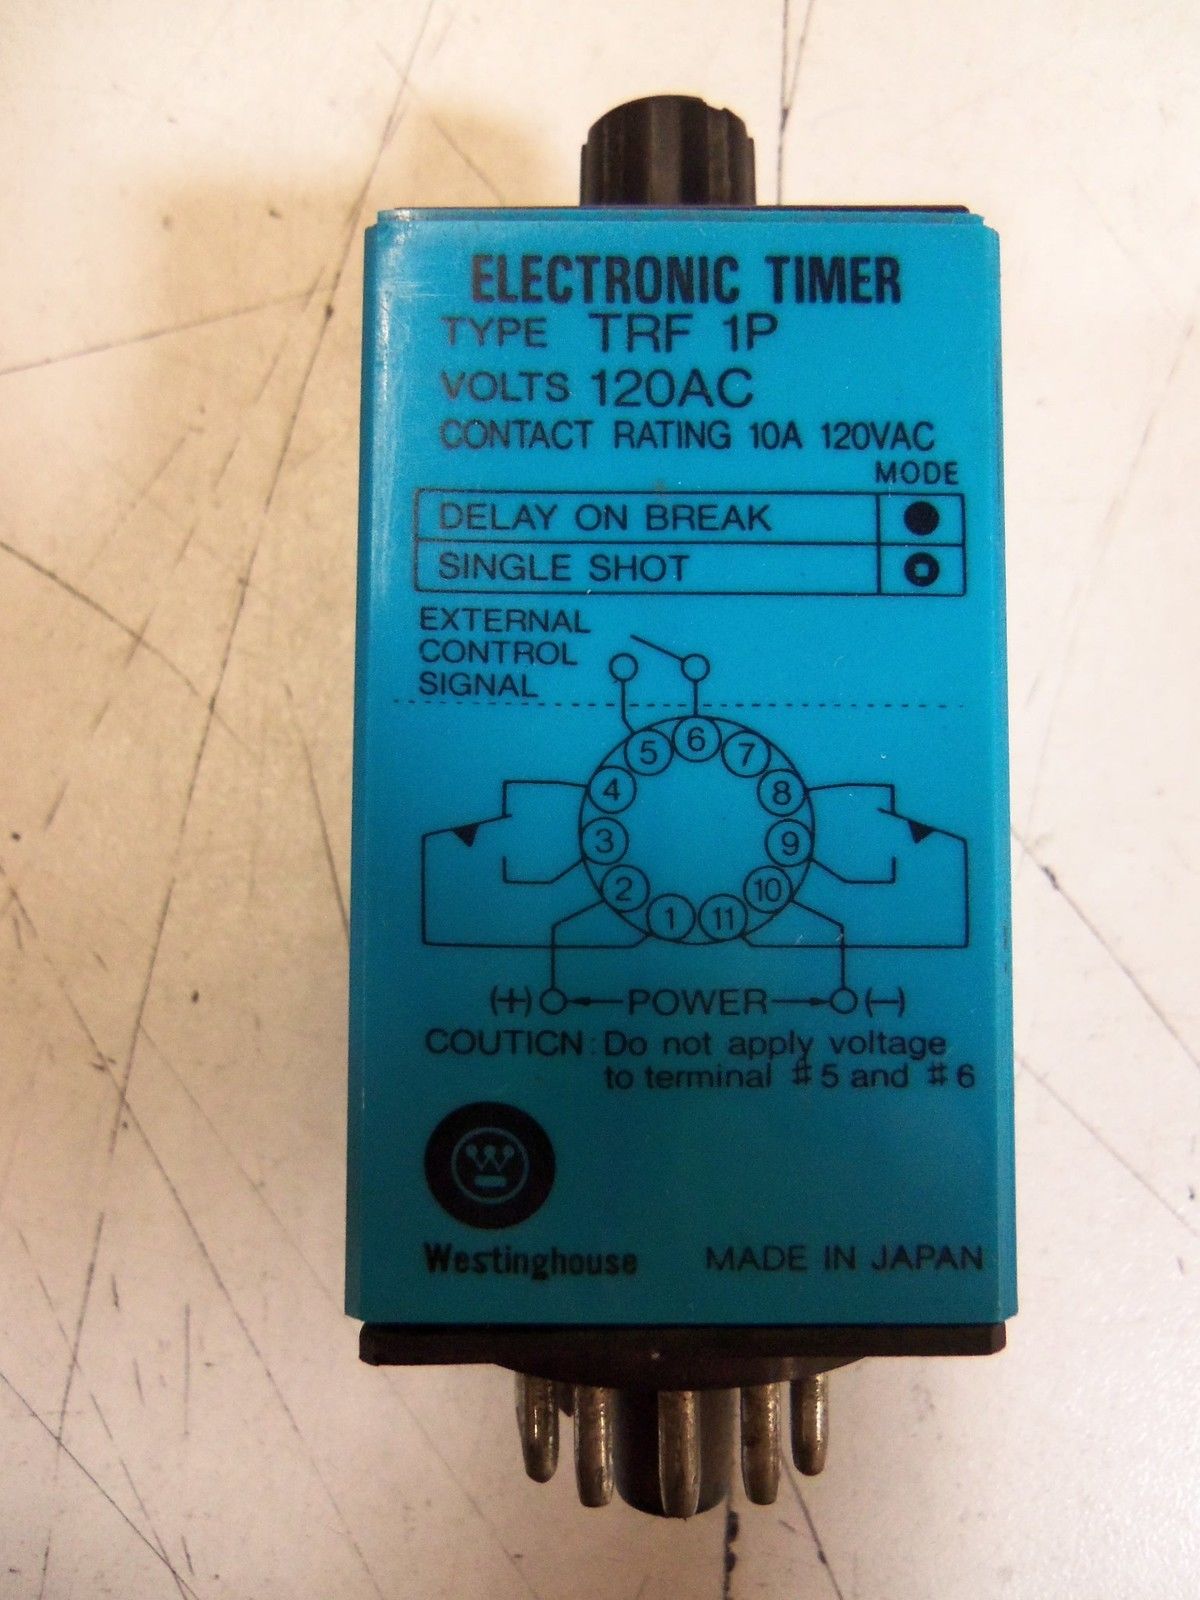 ELECTRONIC TIMER
TYPE TRF 1P
VOLTS 120AC
CONTACT RATING 10A 120VAC
MODE
DELAY ON BREAK
SINGLE SHOT
EXTERNAL
CONTROL
SIGNAL
5 6 7
4 8
3 9
2 10
1 11
(+) POWER (-)
COUTICN: Do not apply voltage
to terminal #5 and #6
W
Westinghouse MADE IN JAPAN